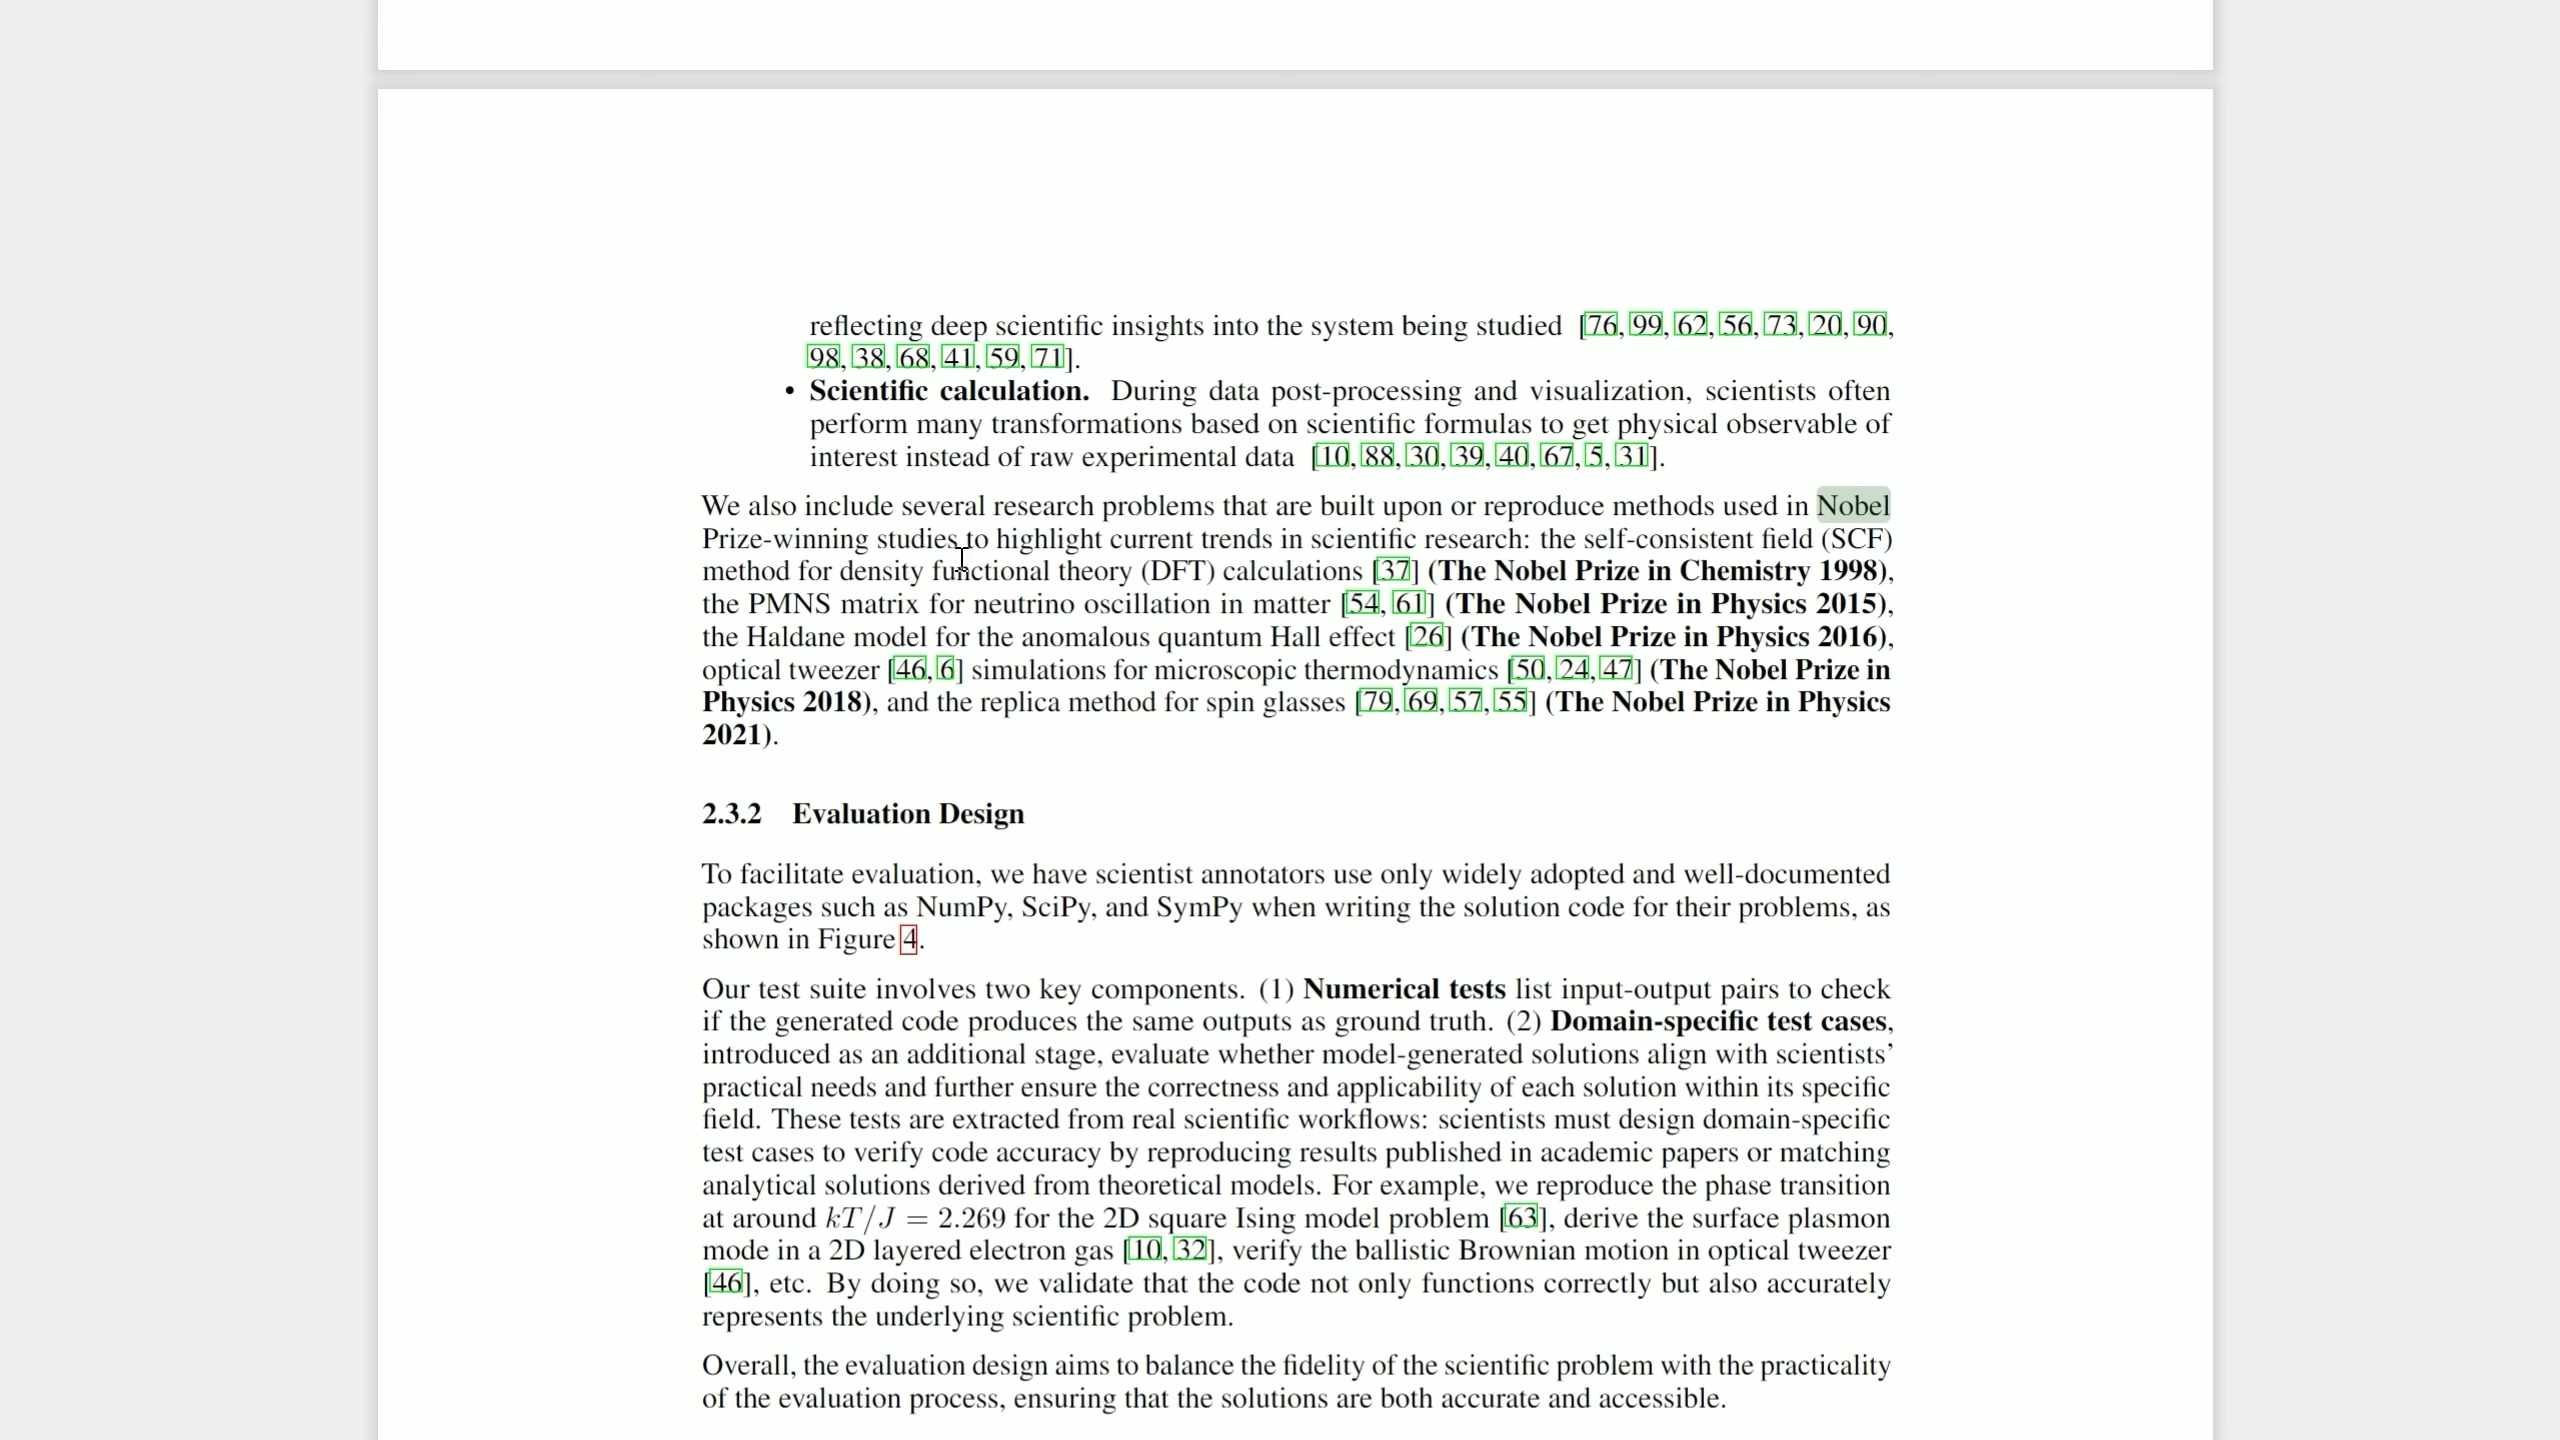 reflecting deep scientific insights into the system being studied [76, 99, 62, 56, 73, 20, 90,
98, 38, 68, 41, 59, 71].
• Scientific calculation. During data post-processing and visualization, scientists often
perform many transformations based on scientific formulas to get physical observable of
interest instead of raw experimental data [10, 88, 30, 39, 40, 67, 5, 31].
We also include several research problems that are built upon or reproduce methods used in Nobel
Prize-winning studies to highlight current trends in scientific research: the self-consistent field (SCF)
method for density functional theory (DFT) calculations [37] (The Nobel Prize in Chemistry 1998),
the PMNS matrix for neutrino oscillation in matter [54, 61] (The Nobel Prize in Physics 2015),
the Haldane model for the anomalous quantum Hall effect [26] (The Nobel Prize in Physics 2016),
optical tweezer [46, 6] simulations for microscopic thermodynamics [50, 24, 47] (The Nobel Prize in
Physics 2018), and the replica method for spin glasses [79, 69, 57, 55] (The Nobel Prize in Physics
2021).
2.3.2 Evaluation Design
To facilitate evaluation, we have scientist annotators use only widely adopted and well-documented
packages such as NumPy, SciPy, and SymPy when writing the solution code for their problems, as
shown in Figure 4.
Our test suite involves two key components. (1) Numerical tests list input-output pairs to check
if the generated code produces the same outputs as ground truth. (2) Domain-specific test cases,
introduced as an additional stage, evaluate whether model-generated solutions align with scientists’
practical needs and further ensure the correctness and applicability of each solution within its specific
field. These tests are extracted from real scientific workflows: scientists must design domain-specific
test cases to verify code accuracy by reproducing results published in academic papers or matching
analytical solutions derived from theoretical models. For example, we reproduce the phase transition
at around kT/J = 2.269 for the 2D square Ising model problem [63], derive the surface plasmon
mode in a 2D layered electron gas [10, 32], verify the ballistic Brownian motion in optical tweezer
[46], etc. By doing so, we validate that the code not only functions correctly but also accurately
represents the underlying scientific problem.
Overall, the evaluation design aims to balance the fidelity of the scientific problem with the practicality
of the evaluation process, ensuring that the solutions are both accurate and accessible.